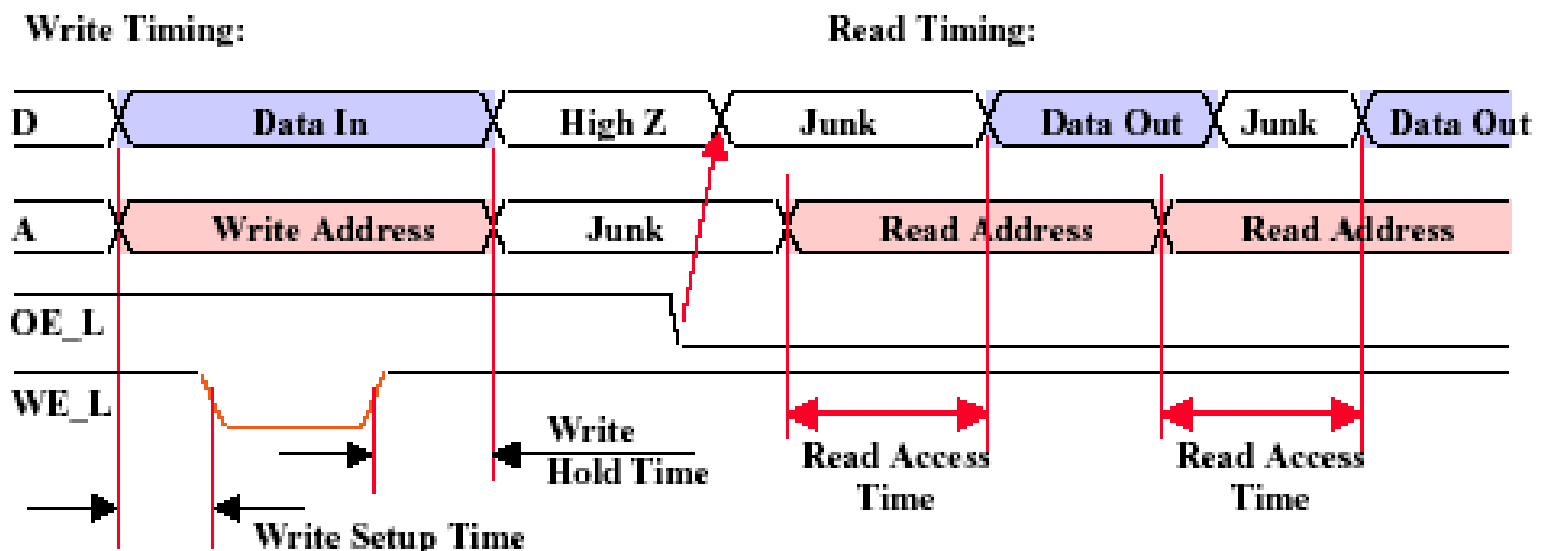 Write Timing:
Read Timing:
D
Data In
High Z
Junk
Data Out
Junk
Data Out
A
Write Address
Junk
Read Address
Read Address
OE_L
WE_L
Write
Hold Time
Read Access
Time
Read Access
Time
Write Setup Time